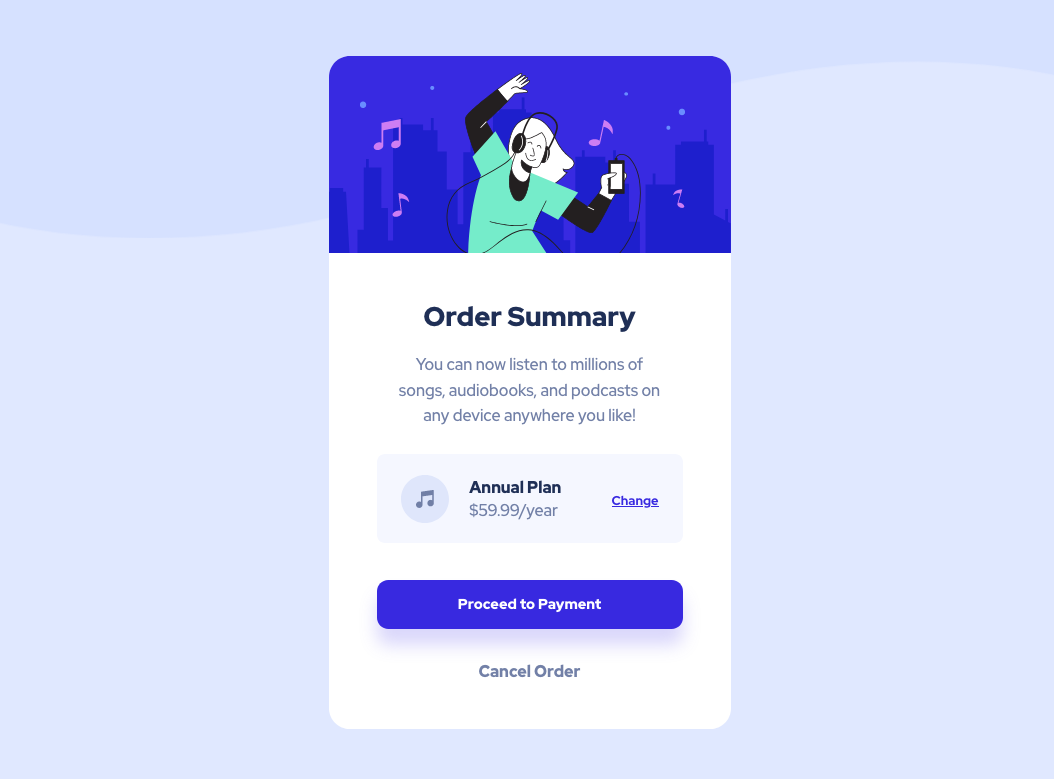 Order Summary
You can now listen to millions of
songs, audiobooks, and podcasts on
any device anywhere you like!
Annual Plan
$59.99/year
Change
Proceed to Payment
Cancel Order